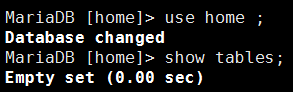 MariaDB [home]> use home ;
Database changed
MariaDB [home]> show tables;
Empty set (0.00 sec)